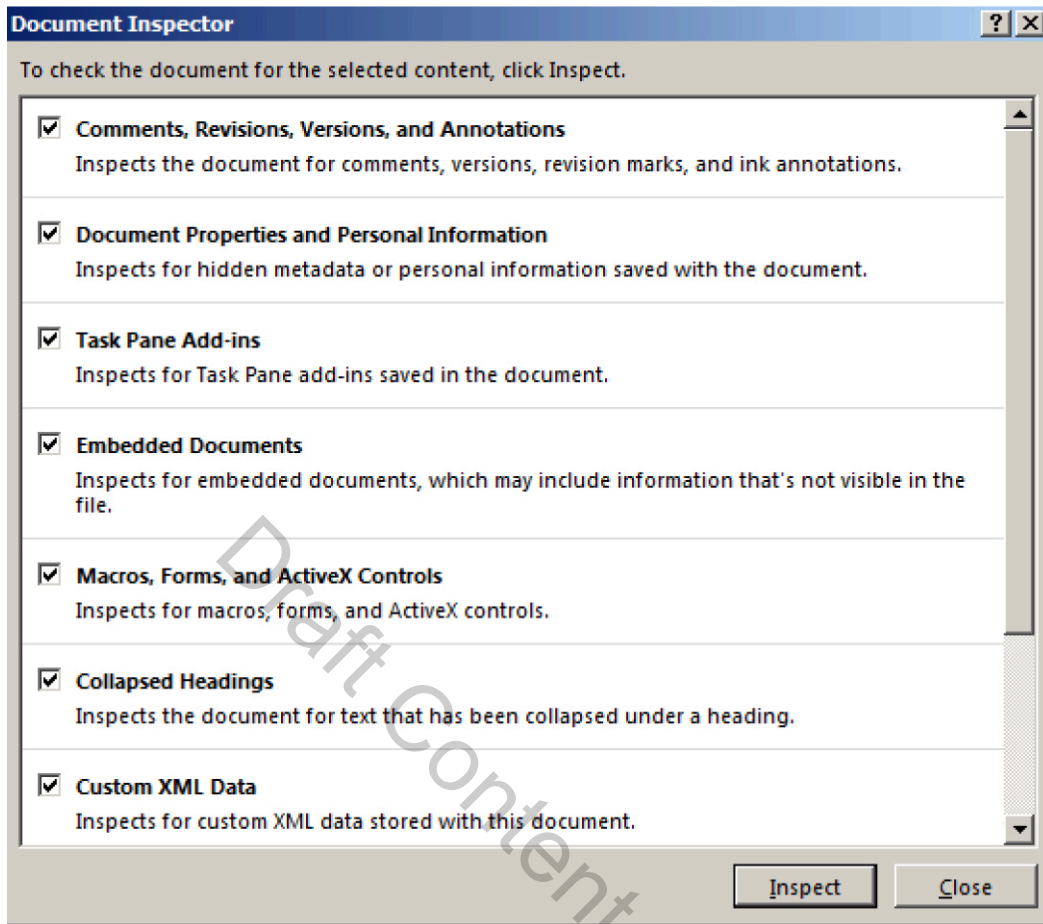 Document Inspector
To check the document for the selected content, click Inspect.
Comments, Revisions, Versions, and Annotations
Inspects the document for comments, versions, revision marks, and ink annotations.
Document Properties and Personal Information
Inspects for hidden metadata or personal information saved with the document.
Task Pane Add-ins
Inspects for Task Pane add-ins saved in the document.
Embedded Documents
Inspects for embedded documents, which may include information that's not visible in the
file.
Macros, Forms, and ActiveX Controls
Inspects for macros, forms, and ActiveX controls.
Collapsed Headings
Inspects the document for text that has been collapsed under a heading.
Custom XML Data
Inspects for custom XML data stored with this document.
Inspect Close
Draft Content